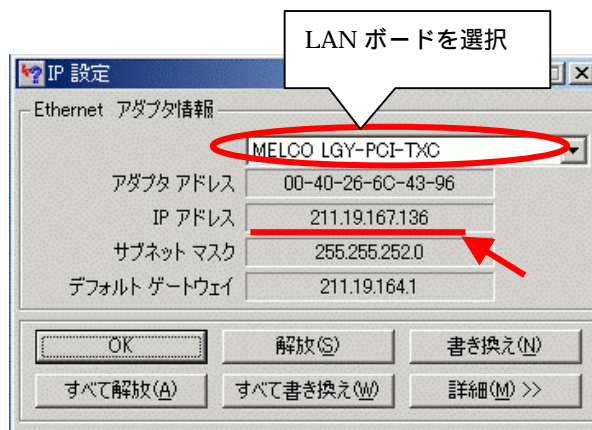 LAN ボードを選択
IP 設定
Ethernet アダプタ情報
MELCO LGY-PCI-TXC
アダプタ アドレス 00-40-26-6C-43-96
IP アドレス 211.19.167.136
サブネット マスク 255.255.252.0
デフォルト ゲートウェイ 211.19.164.1
OK 解放(S) 書き換え(N)
すべて解放(A) すべて書き換え(W) 詳細(M) >>